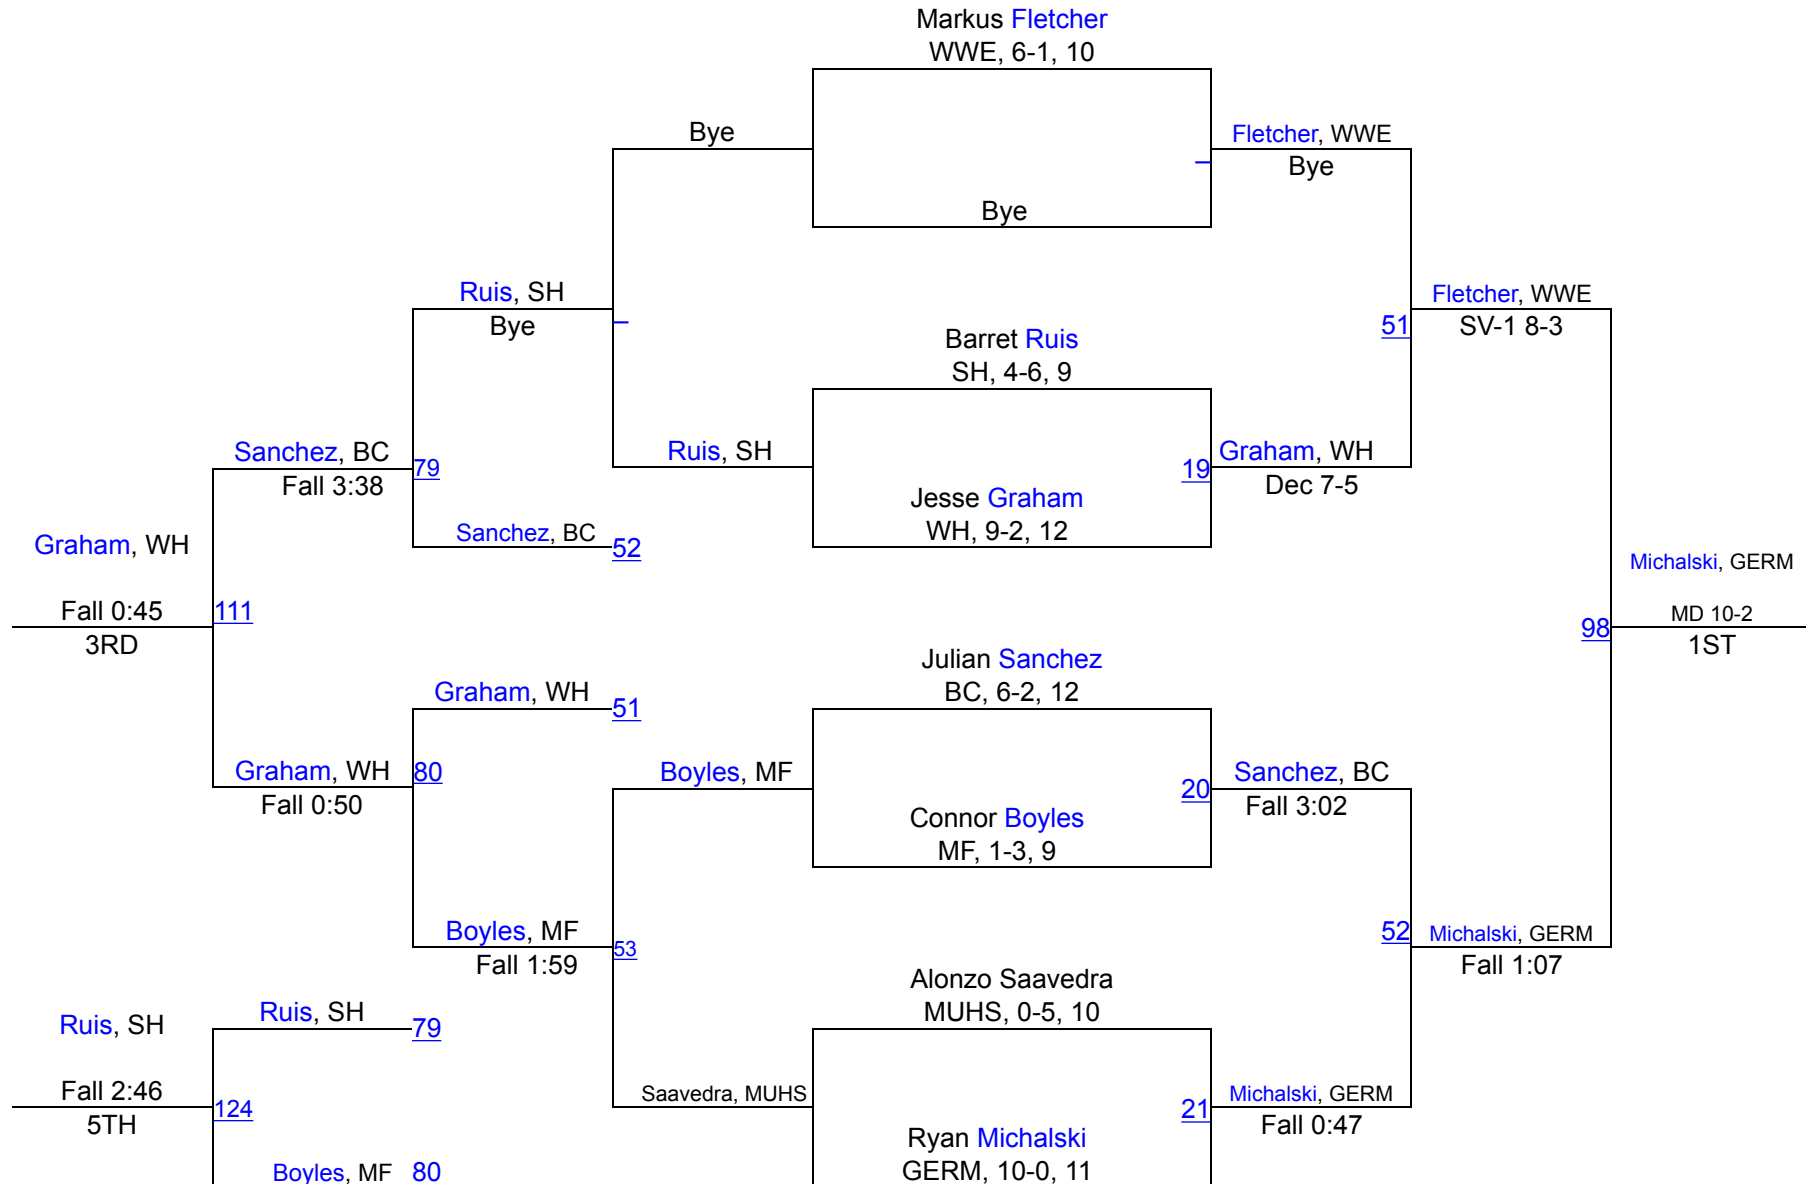 Markus Fletcher
WWE, 6-1, 10
Bye
Fletcher, WWE
Bye
Bye
Ruis, SH
Bye
Fletcher, WWE
SV-1 8-3
51
Barret Ruis
SH, 4-6, 9
Sanchez, BC
Fall 3:38
79
Ruis, SH
19
Graham, WH
Dec 7-5
Jesse Graham
WH, 9-2, 12
Sanchez, BC
52
Graham, WH
Fall 0:45
3RD
111
Michalski, GERM
MD 10-2
1ST
98
Julian Sanchez
BC, 6-2, 12
Graham, WH
51
Graham, WH
Fall 0:50
80
Boyles, MF
20
Sanchez, BC
Fall 3:02
Connor Boyles
MF, 1-3, 9
Boyles, MF
Fall 1:59
53
52
Michalski, GERM
Fall 1:07
Alonzo Saavedra
MUHS, 0-5, 10
Ruis, SH
Ruis, SH
79
Fall 2:46
5TH
124
Saavedra, MUHS
21
Michalski, GERM
Fall 0:47
Ryan Michalski
GERM, 10-0, 11
Boyles, MF
80